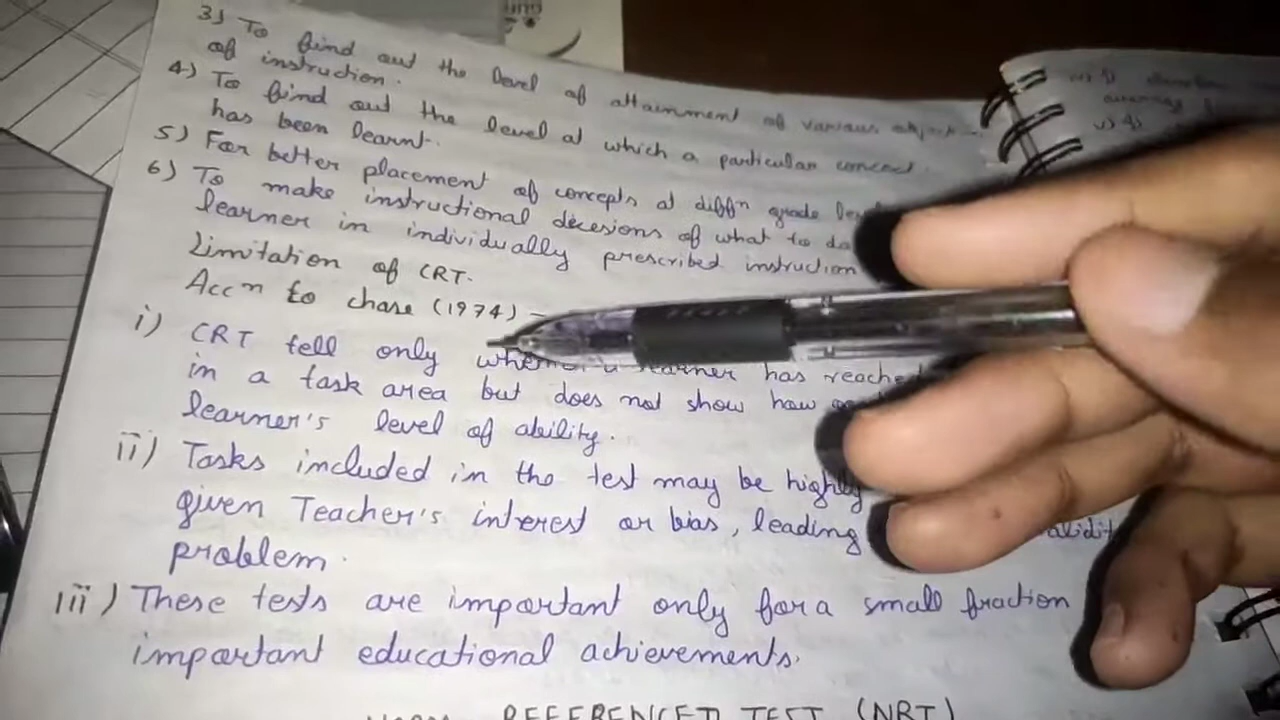 3) To find out the level of attainment of various
of instruction.
4) To find out the level at which a particular concept
has been learnt.
5) For better placement of concepts at diffn grade
6) To make instructional decesions of what to do
learner in individually prescribed instruction
Limitation of CRT.
Accn to chase (1974) –
i) CRT tell only learner has reached
in a task area but does not show how
learner's level of ability.
ii) Tasks included in the test may be highly
given Teacher's interest or bias, leading
problem.
iii) These tests are important only for a small fraction
important educational achievements.
REFERENCED TEST (NRT)